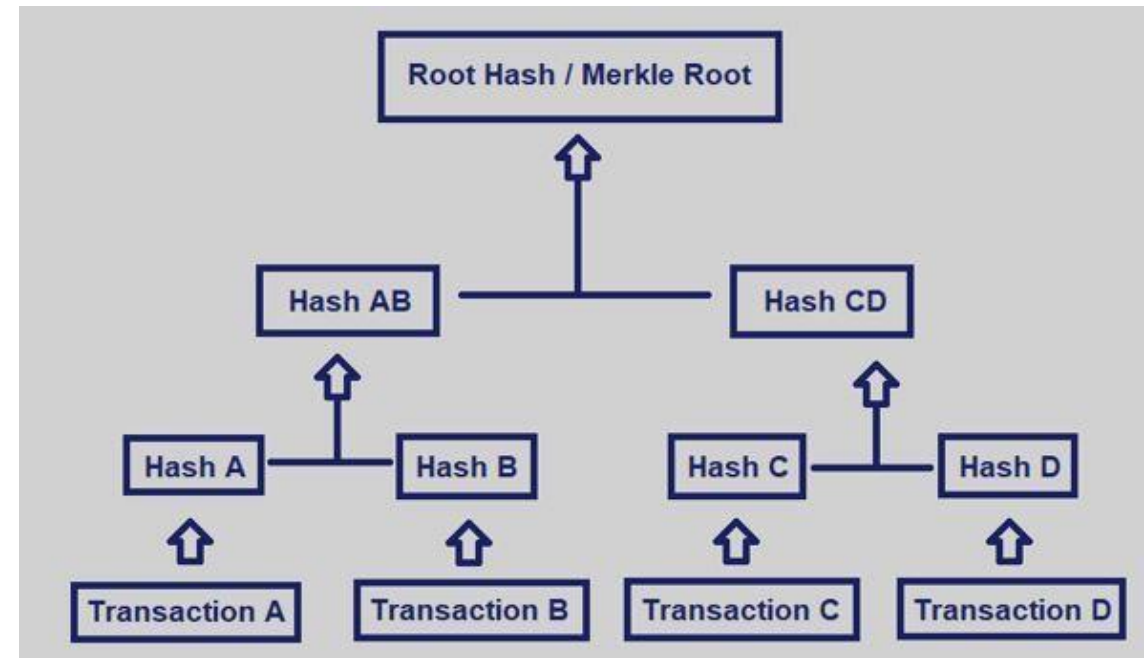 Root Hash / Merkle Root
Hash AB
Hash CD
Hash A
Hash B
Hash C
Hash D
Transaction A
Transaction B
Transaction C
Transaction D